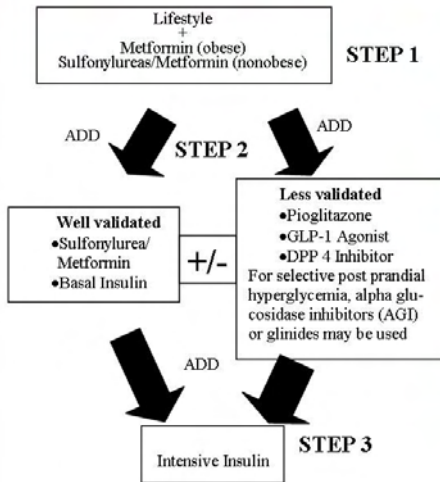 Lifestyle
+
Metformin (obese)
Sulfonylureas/Metformin (nonobese)
STEP 1
ADD
ADD
STEP 2
Well validated
•Sulfonylurea/
Metformin
•Basal Insulin
+/-
Less validated
•Pioglitazone
•GLP-1 Agonist
•DPP 4 Inhibitor
For selective post prandial
hyperglycemia, alpha glu-
cosidase inhibitors (AGI)
or glinides may be used
ADD
STEP 3
Intensive Insulin